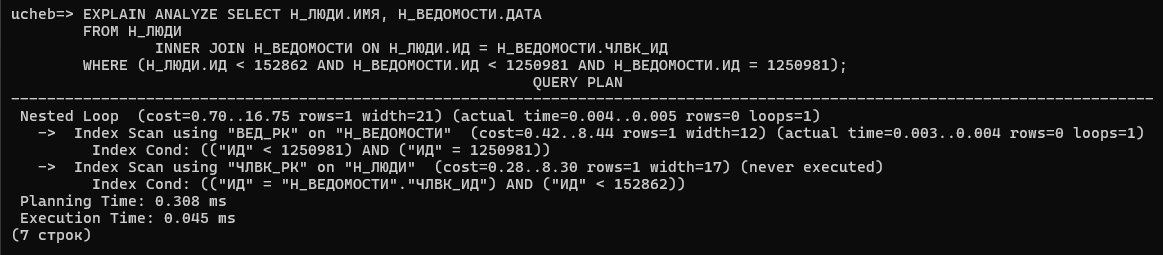 ucheb=> EXPLAIN ANALYZE SELECT Н_ЛЮДИ.ИМЯ, Н_ВЕДОМОСТИ.ДАТА
FROM Н_ЛЮДИ
INNER JOIN Н_ВЕДОМОСТИ ON Н_ЛЮДИ.ИД = Н_ВЕДОМОСТИ.ЧЛВК_ИД
WHERE (Н_ЛЮДИ.ИД < 152862 AND Н_ВЕДОМОСТИ.ИД < 1250981 AND Н_ВЕДОМОСТИ.ИД = 1250981);
QUERY PLAN
Nested Loop (cost=0.70..16.75 rows=1 width=21) (actual time=0.004..0.005 rows=0 loops=1)
-> Index Scan using "ВЕД_РК" on "Н_ВЕДОМОСТИ" (cost=0.42..8.44 rows=1 width=12) (actual time=0.003..0.004 rows=0 loops=1)
Index Cond: (("ИД" < 1250981) AND ("ИД" = 1250981))
-> Index Scan using "ЧЛВК_РК" on "Н_ЛЮДИ" (cost=0.28..8.30 rows=1 width=17) (never executed)
Index Cond: (("ИД" = "Н_ВЕДОМОСТИ"."ЧЛВК_ИД") AND ("ИД" < 152862))
Planning Time: 0.308 ms
Execution Time: 0.045 ms
(7 строк)